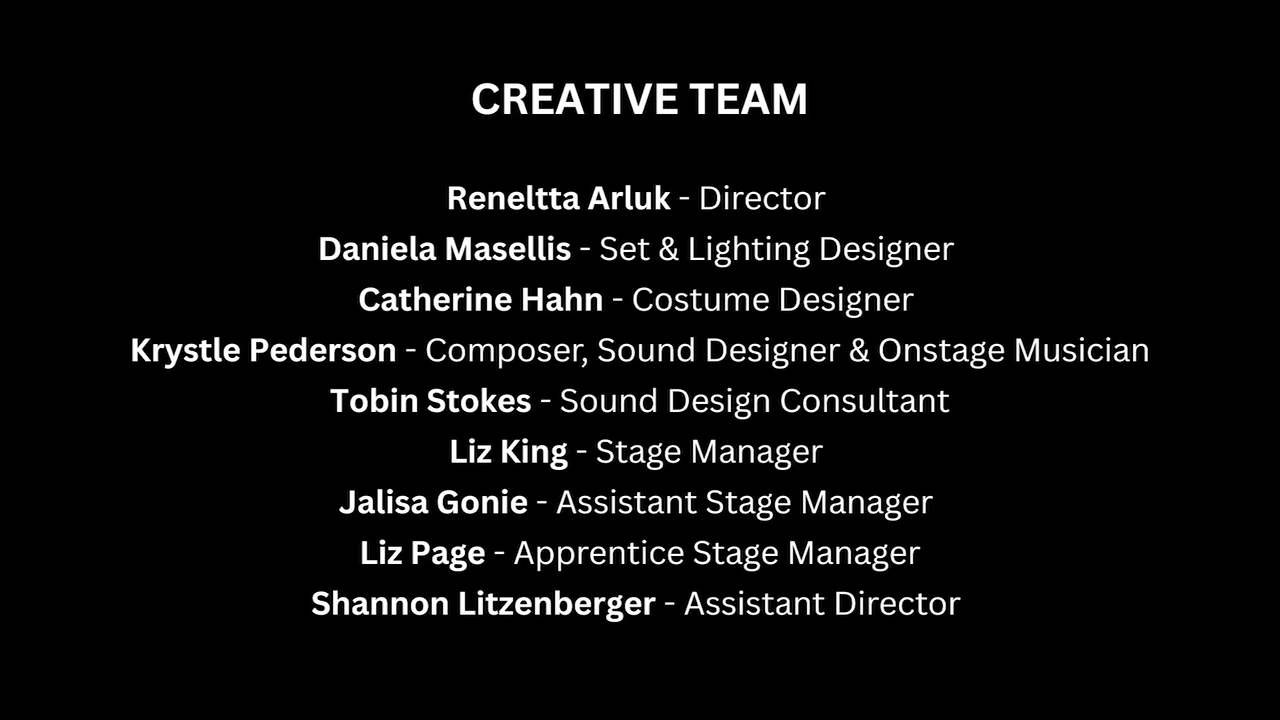 CREATIVE TEAM
Reneltta Arluk - Director
Daniela Masellis - Set & Lighting Designer
Catherine Hahn - Costume Designer
Krystle Pederson - Composer, Sound Designer & Onstage Musician
Tobin Stokes - Sound Design Consultant
Liz King - Stage Manager
Jalisa Gonie - Assistant Stage Manager
Liz Page - Apprentice Stage Manager
Shannon Litzenberger - Assistant Director